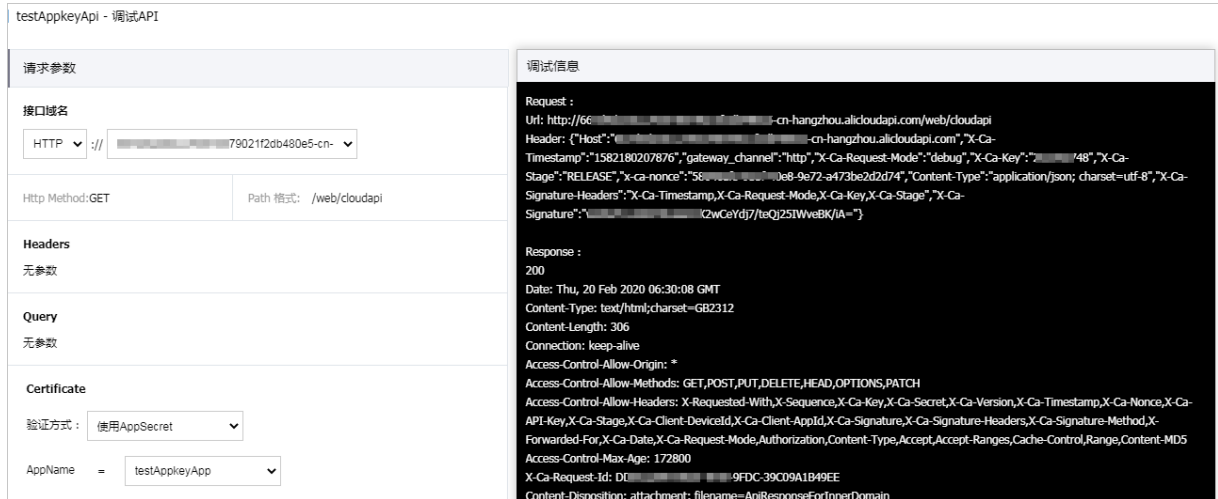 testAppkeyApi - 调试API
请求参数
接口域名
HTTP :// 79021f2db480e5-cn-
Http Method:GET
Path 格式: /web/cloudapi
Headers
无参数
Query
无参数
Certificate
验证方式： 使用AppSecret
AppName = testAppkeyApp
调试信息
Request :
Url: http://66 -cn-hangzhou.alicloudapi.com/web/cloudapi
Header: {"Host":" -cn-hangzhou.alicloudapi.com","X-Ca-
Timestamp":"1582180207876","gateway_channel":"http","X-Ca-Request-Mode":"debug","X-Ca-Key":" 748","X-Ca-
Stage":"RELEASE","x-ca-nonce":" 0e8-9e72-a473be2d2d74","Content-Type":"application/json; charset=utf-8","X-Ca-
Signature-Headers":"X-Ca-Timestamp,X-Ca-Request-Mode,X-Ca-Key,X-Ca-Stage","X-Ca-
Signature":" X2wCeYdj7/teQj25IWveBK/iA="}
Response :
200
Date: Thu, 20 Feb 2020 06:30:08 GMT
Content-Type: text/html;charset=GB2312
Content-Length: 306
Connection: keep-alive
Access-Control-Allow-Origin: *
Access-Control-Allow-Methods: GET,POST,PUT,DELETE,HEAD,OPTIONS,PATCH
Access-Control-Allow-Headers: X-Requested-With,X-Sequence,X-Ca-Key,X-Ca-Secret,X-Ca-Version,X-Ca-Timestamp,X-Ca-Nonce,X-Ca-
API-Key,X-Ca-Stage,X-Ca-Client-DeviceId,X-Ca-Client-AppId,X-Ca-Signature,X-Ca-Signature-Headers,X-Ca-Signature-Method,X-
Forwarded-For,X-Ca-Date,X-Ca-Request-Mode,Authorization,Content-Type,Accept,Accept-Ranges,Cache-Control,Range,Content-MD5
Access-Control-Max-Age: 172800
X-Ca-Request-Id: DD -9FDC-39C09A1B49EE
Content-Disposition: attachment; filename=ApiResponseForInnerDomain